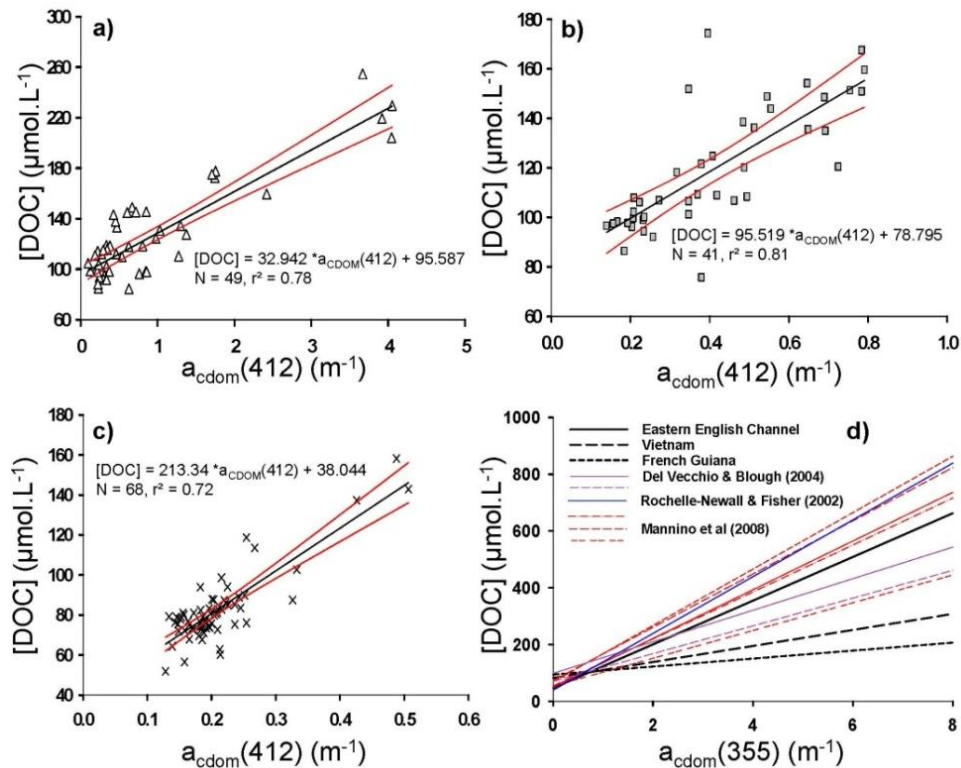 a)
[DOC] (µmol.L⁻¹)
300
260
220
180
140
100
60
[DOC] = 32.942 *aCDOM(412) + 95.587
N = 49, r² = 0.78
0 1 2 3 4 5
acdom(412) (m⁻¹)
b)
[DOC] (µmol.L⁻¹)
180
160
140
120
100
80
60
[DOC] = 95.519 *aCDOM(412) + 78.795
N = 41, r² = 0.81
0.0 0.2 0.4 0.6 0.8 1.0
acdom(412) (m⁻¹)
c)
[DOC] (µmol.L⁻¹)
180
160
140
120
100
80
60
40
[DOC] = 213.34 *aCDOM(412) + 38.044
N = 68, r² = 0.72
0.0 0.1 0.2 0.3 0.4 0.5 0.6
acdom(412) (m⁻¹)
d)
[DOC] (µmol.L⁻¹)
1000
800
600
400
200
0
Eastern English Channel
Vietnam
French Guiana
Del Vecchio & Blough (2004)
Rochelle-Newall & Fisher (2002)
Mannino et al (2008)
0 2 4 6 8
acdom(355) (m⁻¹)